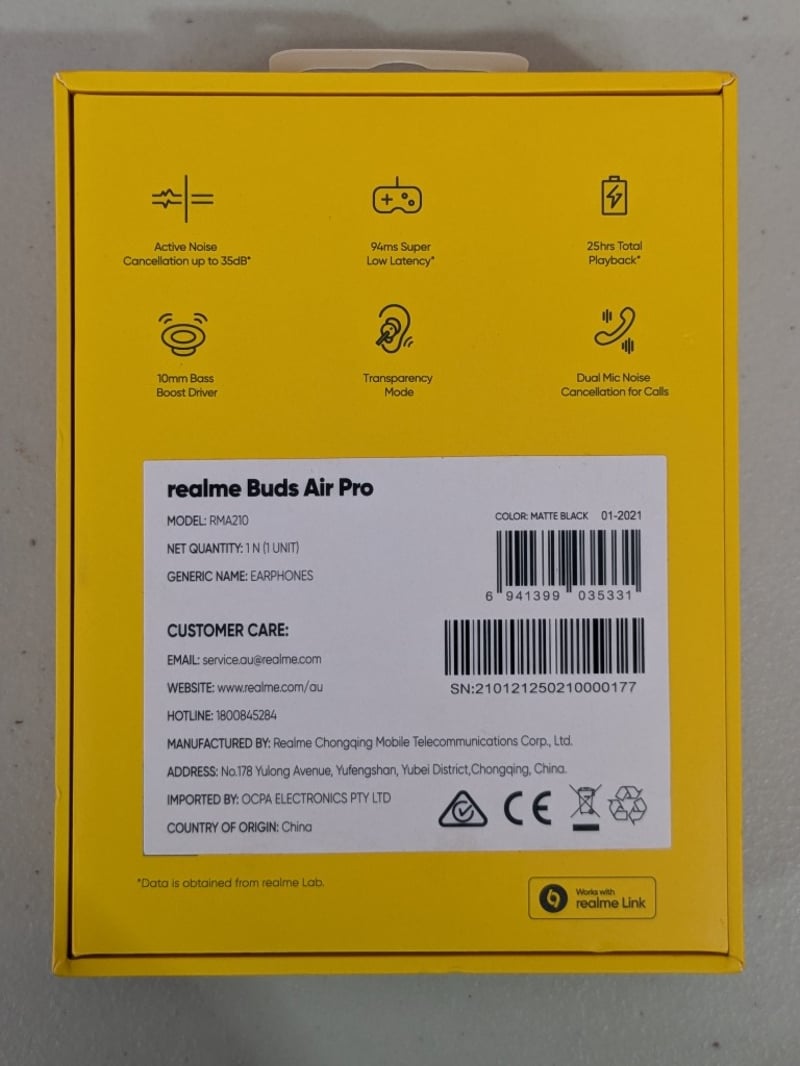 Active Noise
Cancellation up to 35dB*
94ms Super
Low Latency*
25hrs Total
Playback*
10mm Bass
Boost Driver
Transparency
Mode
Dual Mic Noise
Cancellation for Calls
realme Buds Air Pro
MODEL: RMA210
NET QUANTITY: 1 N (1 UNIT)
GENERIC NAME: EARPHONES
COLOR: MATTE BLACK 01-2021
6 941399 035331
CUSTOMER CARE:
EMAIL: service.au@realme.com
WEBSITE: www.realme.com/au
HOTLINE: 1800845284
SN:210121250210000177
MANUFACTURED BY: Realme Chongqing Mobile Telecommunications Corp., Ltd.
ADDRESS: No.178 Yulong Avenue, Yufengshan, Yubei District,Chongqing, China.
IMPORTED BY: OCPA ELECTRONICS PTY LTD
COUNTRY OF ORIGIN: China
CE
*Data is obtained from realme Lab.
Works with
realme Link